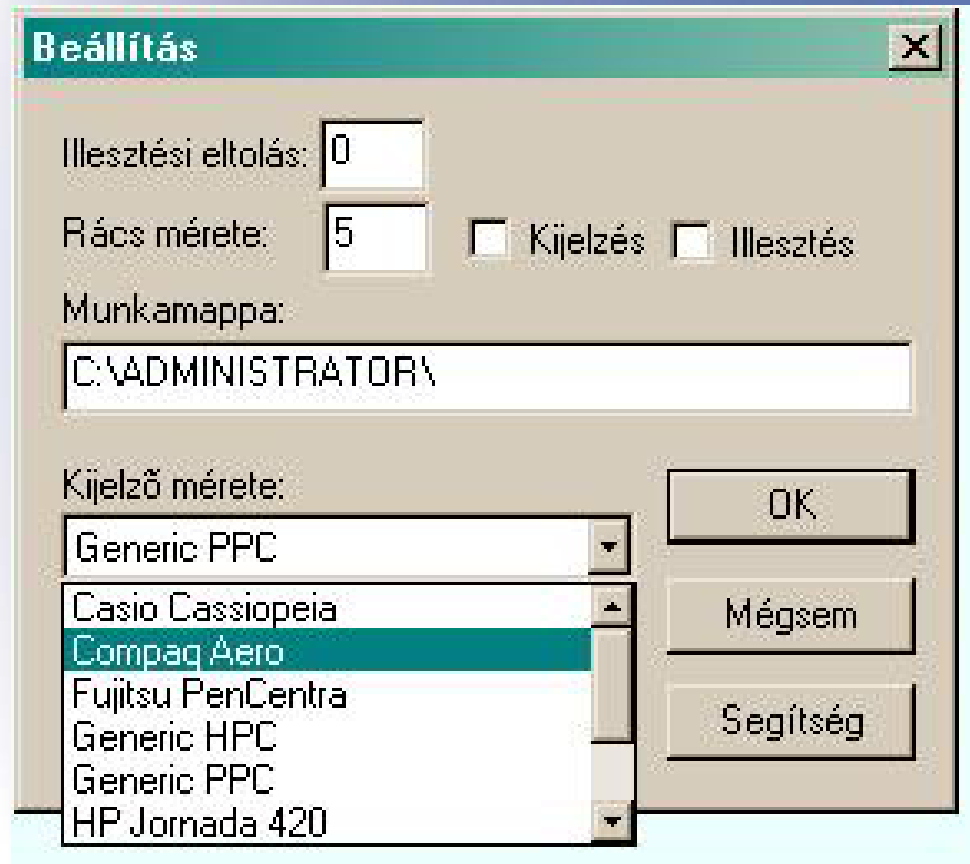 Beállítás
Illesztési eltolás: 0
Rács mérete: 5 Kijelzés Illesztés
Munkamappa:
C:\ADMINISTRATOR\
Kijelző mérete:
OK
Generic PPC
Casio Cassiopeia
Mégsem
Compaq Aero
Fujitsu PenCentra
Segítség
Generic HPC
Generic PPC
HP Jornada 420